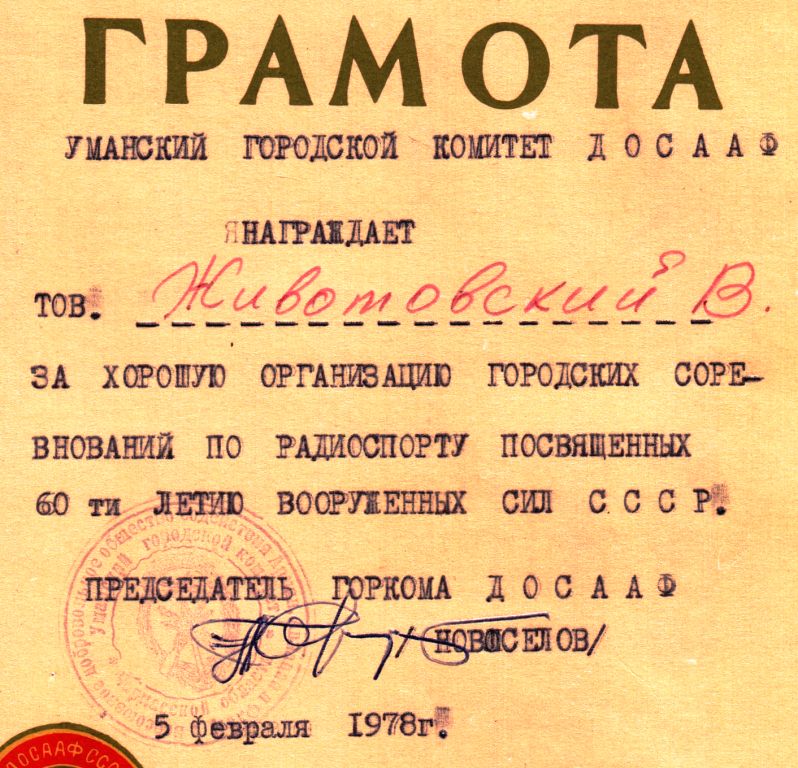 ГРАМОТА
УМАНСКИЙ ГОРОДСКОЙ КОМИТЕТ Д О С А А Ф
НАГРАЖДАЕТ
ТОВ. Животовский В.
ЗА ХОРОШУЮ ОРГАНИЗАЦИЮ ГОРОДСКИХ СОРЕ-
ВНОВАНИЙ ПО РАДИОСПОРТУ ПОСВЯЩЕННЫХ
60 ти ЛЕТИЮ ВООРУЖЕННЫХ СИЛ С С С Р.
ПРЕДСЕДАТЕЛЬ ГОРКОМА Д О С А А Ф
/НОВОСЕЛОВ/
5 февраля 1978г.
ДОСААФ СССР